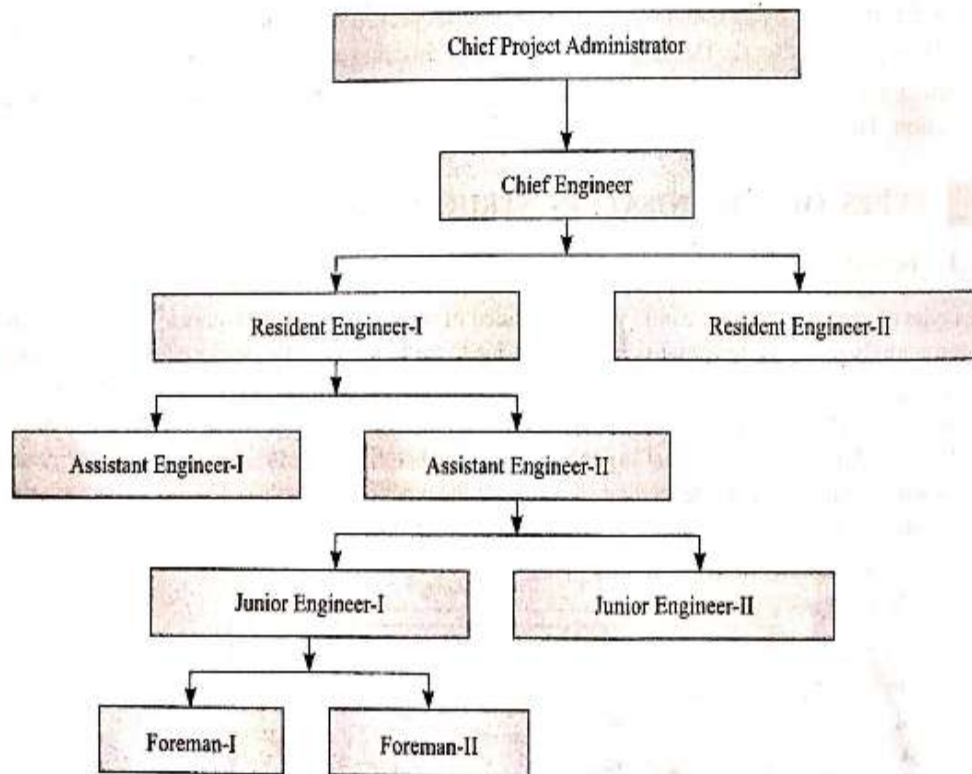 Chief Project Administrator
Chief Engineer
Resident Engineer-I
Resident Engineer-II
Assistant Engineer-I
Assistant Engineer-II
Junior Engineer-I
Junior Engineer-II
Foreman-I
Foreman-II